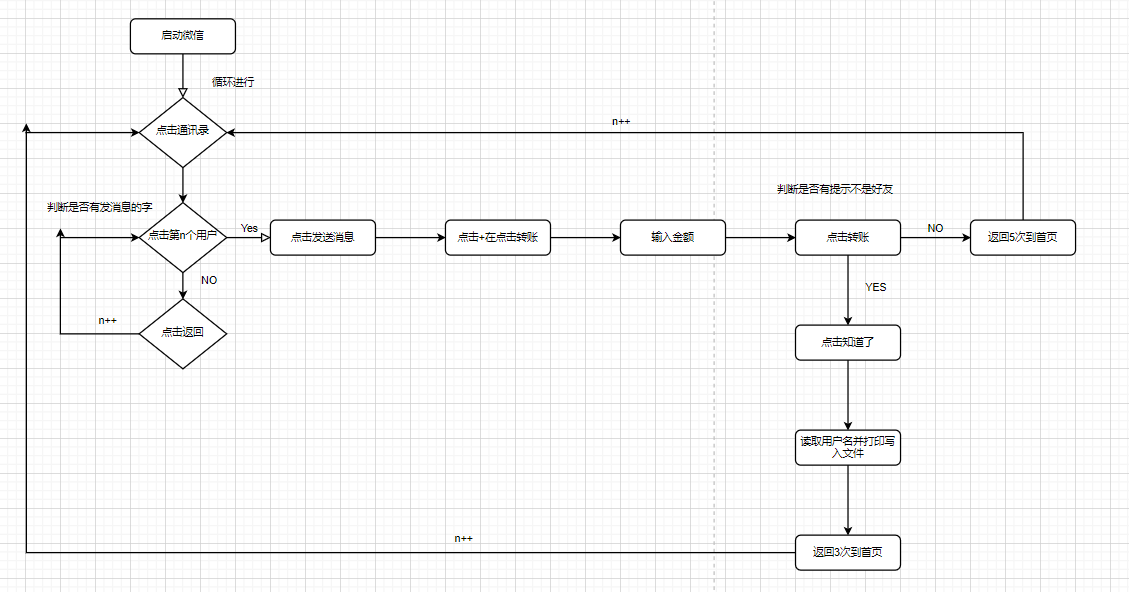 启动微信
循环进行
点击通讯录
n++
判断是否有提示不是好友
判断是否有发消息的字
点击第n个用户
Yes
点击发送消息
点击+在点击转账
输入金额
点击转账
NO
返回5次到首页
NO
YES
n++
点击返回
点击知道了
读取用户名并打印写
入文件
n++
返回3次到首页